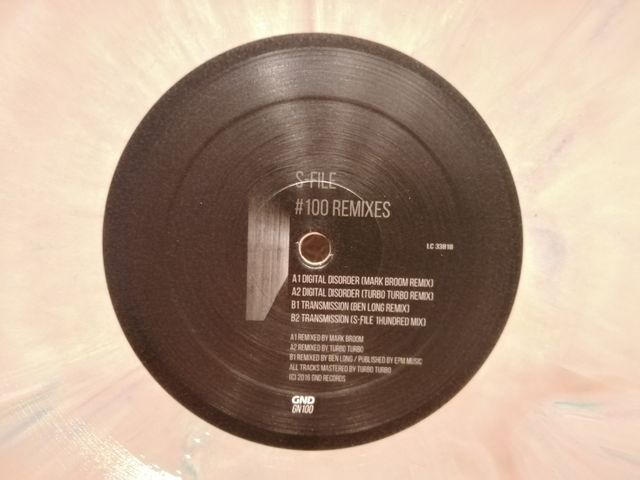 S-FILE
#100 REMIXES
LC 33818
A1 DIGITAL DISORDER (MARK BROOM REMIX)
A2 DIGITAL DISORDER (TURBO TURBO REMIX)
B1 TRANSMISSION (BEN LONG REMIX)
B2 TRANSMISSION (S-FILE 1HUNDRED MIX)
A1 REMIXED BY MARK BROOM
A2 REMIXED BY TURBO TURBO
B1 REMIXED BY BEN LONG / PUBLISHED BY EPM MUSIC
ALL TRACKS MASTERED BY TURBO TURBO
(C) 2016 GND RECORDS
GND
GN100